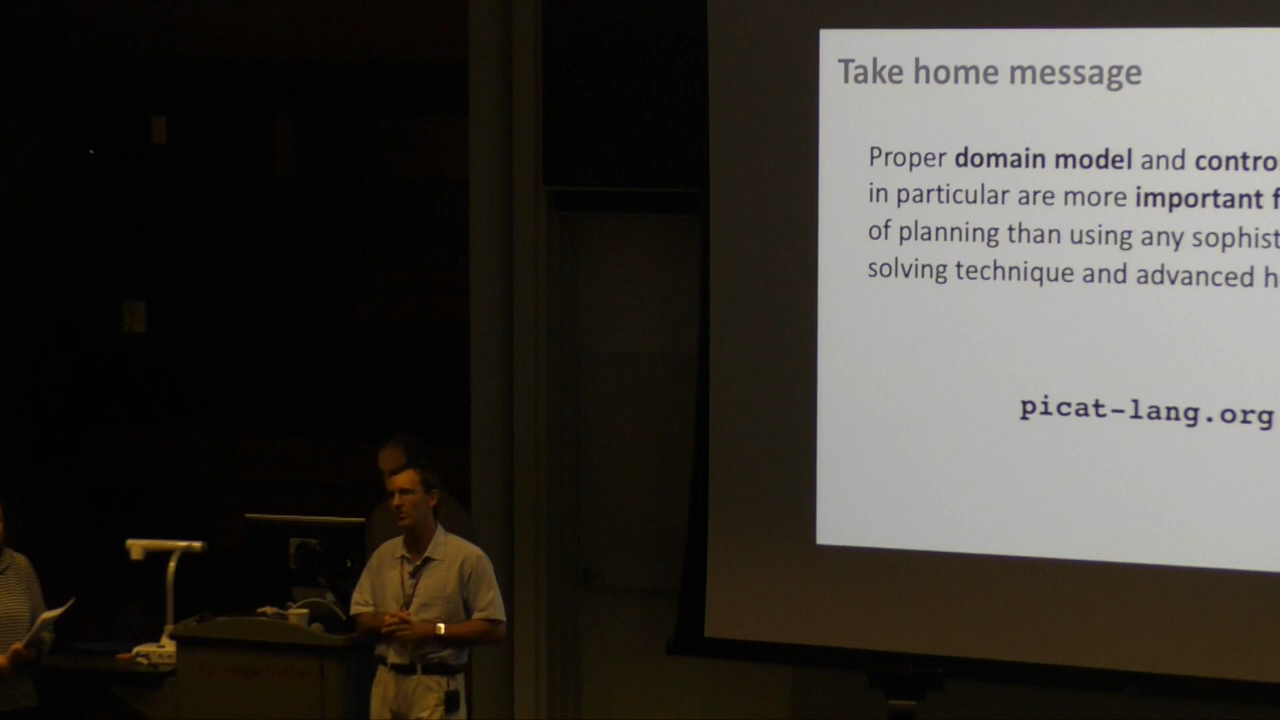 Take home message
Proper domain model and contro
in particular are more important f
of planning than using any sophist
solving technique and advanced h
picat-lang.org